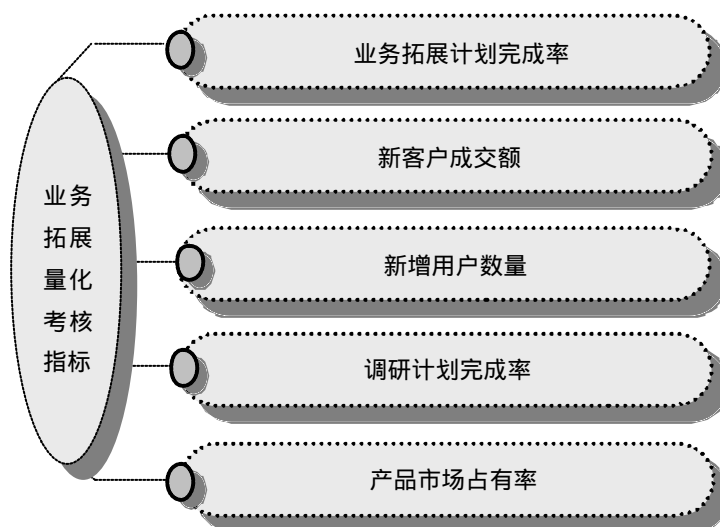 业务
拓展
量化
考核
指标
业务拓展计划完成率
新客户成交额
新增用户数量
调研计划完成率
产品市场占有率